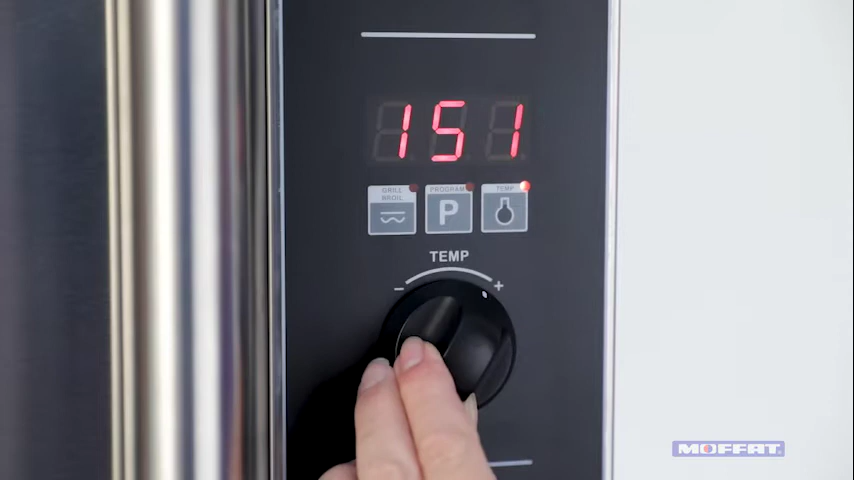 151
GRILL
BROIL
PROGRAM
TEMP
P
TEMP
– +
MOFFAT